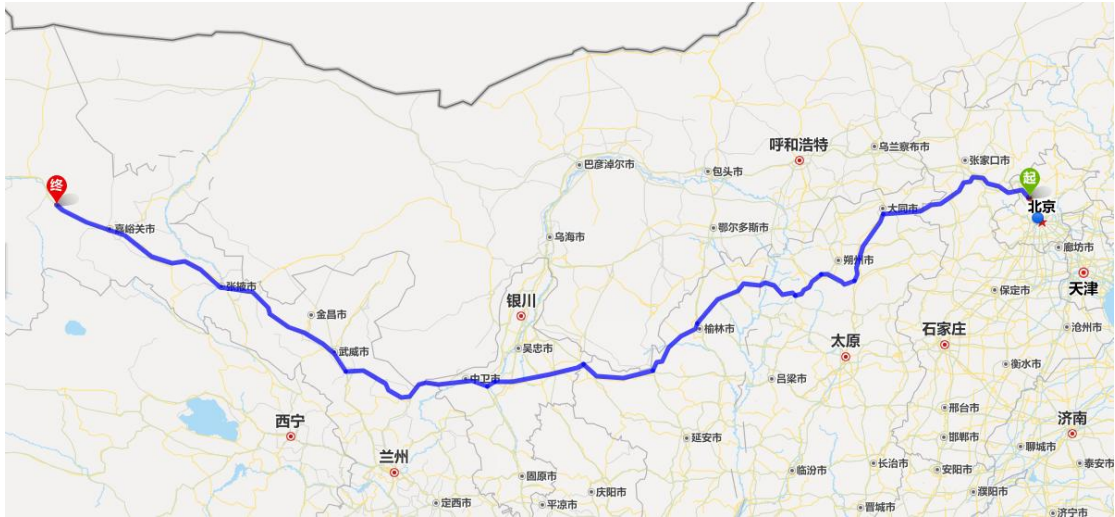 呼和浩特
乌兰察布市
张家口市
巴彦淖尔市
包头市
起
终
北京
大同市
嘉峪关市
乌海市
鄂尔多斯市
廊坊市
朔州市
天津
张掖市
保定市
银川
金昌市
榆林市
沧州市
石家庄
太原
吴忠市
武威市
衡水市
中卫市
吕梁市
邢台市
西宁
济南
延安市
邯郸市
聊城市
兰州
临汾市
长治市
安阳市
泰安市
固原市
庆阳市
濮阳市
定西市
平凉市
晋城市
济宁市